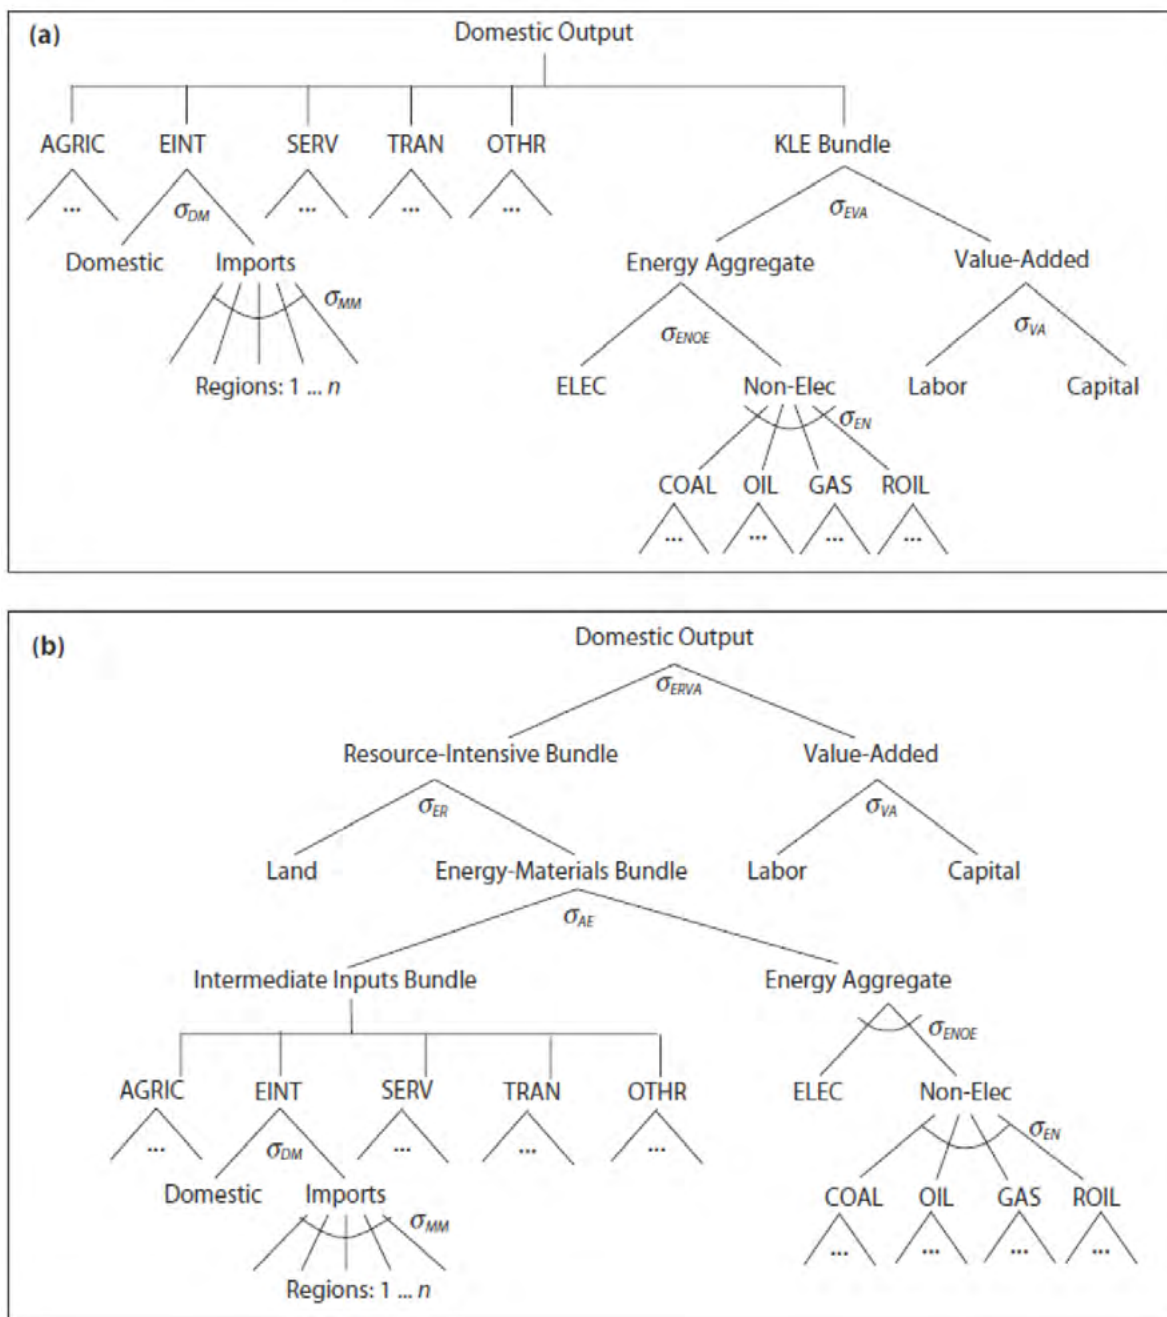 (a)
Domestic Output
AGRIC EINT SERV TRAN OTHR KLE Bundle
... σDM ... ... ... σEVA
Domestic Imports Energy Aggregate Value-Added
σMM σENOE σVA
Regions: 1 ... n ELEC Non-Elec Labor Capital
σEN
COAL OIL GAS ROIL
... ... ... ...
(b)
Domestic Output
σERVA
Resource-Intensive Bundle Value-Added
σER σVA
Land Energy-Materials Bundle Labor Capital
σAE
Intermediate Inputs Bundle Energy Aggregate
σENOE
AGRIC EINT SERV TRAN OTHR ELEC Non-Elec
... σDM ... ... ... σEN
Domestic Imports COAL OIL GAS ROIL
σMM ... ... ... ...
Regions: 1 ... n